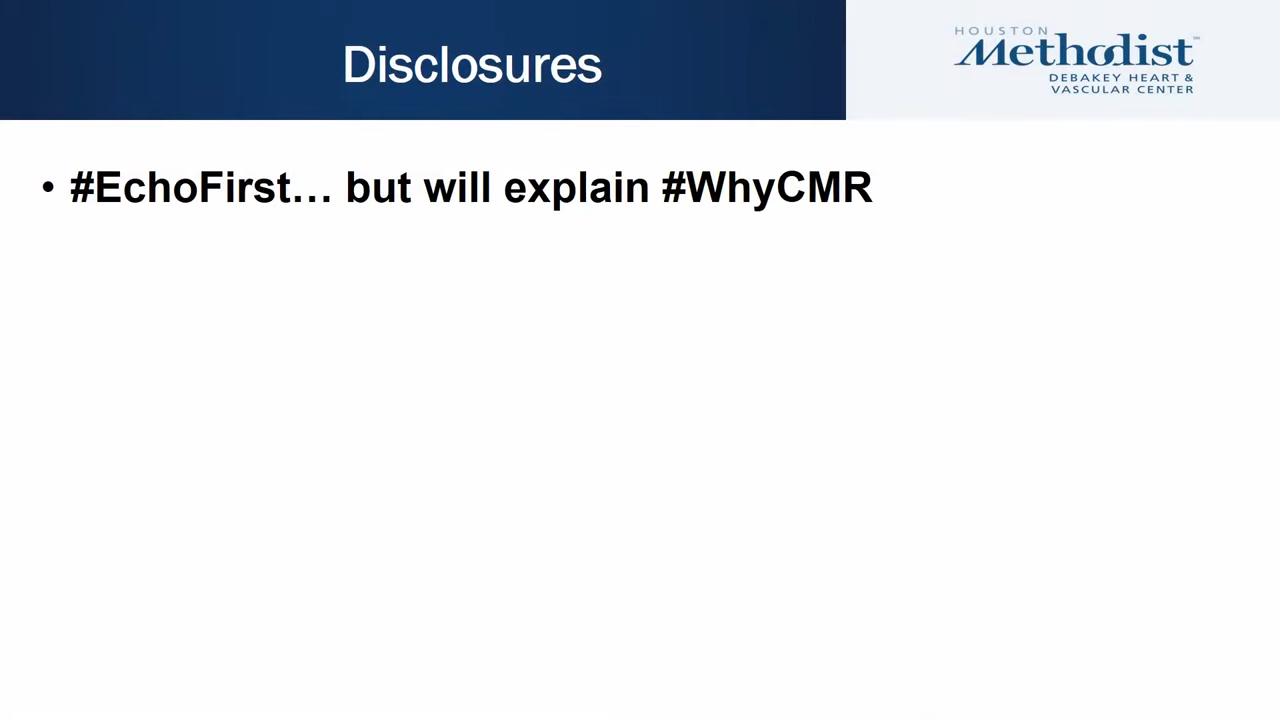 Disclosures
HOUSTON
Methodist
DEBAKEY HEART &
VASCULAR CENTER
• #EchoFirst… but will explain #WhyCMR